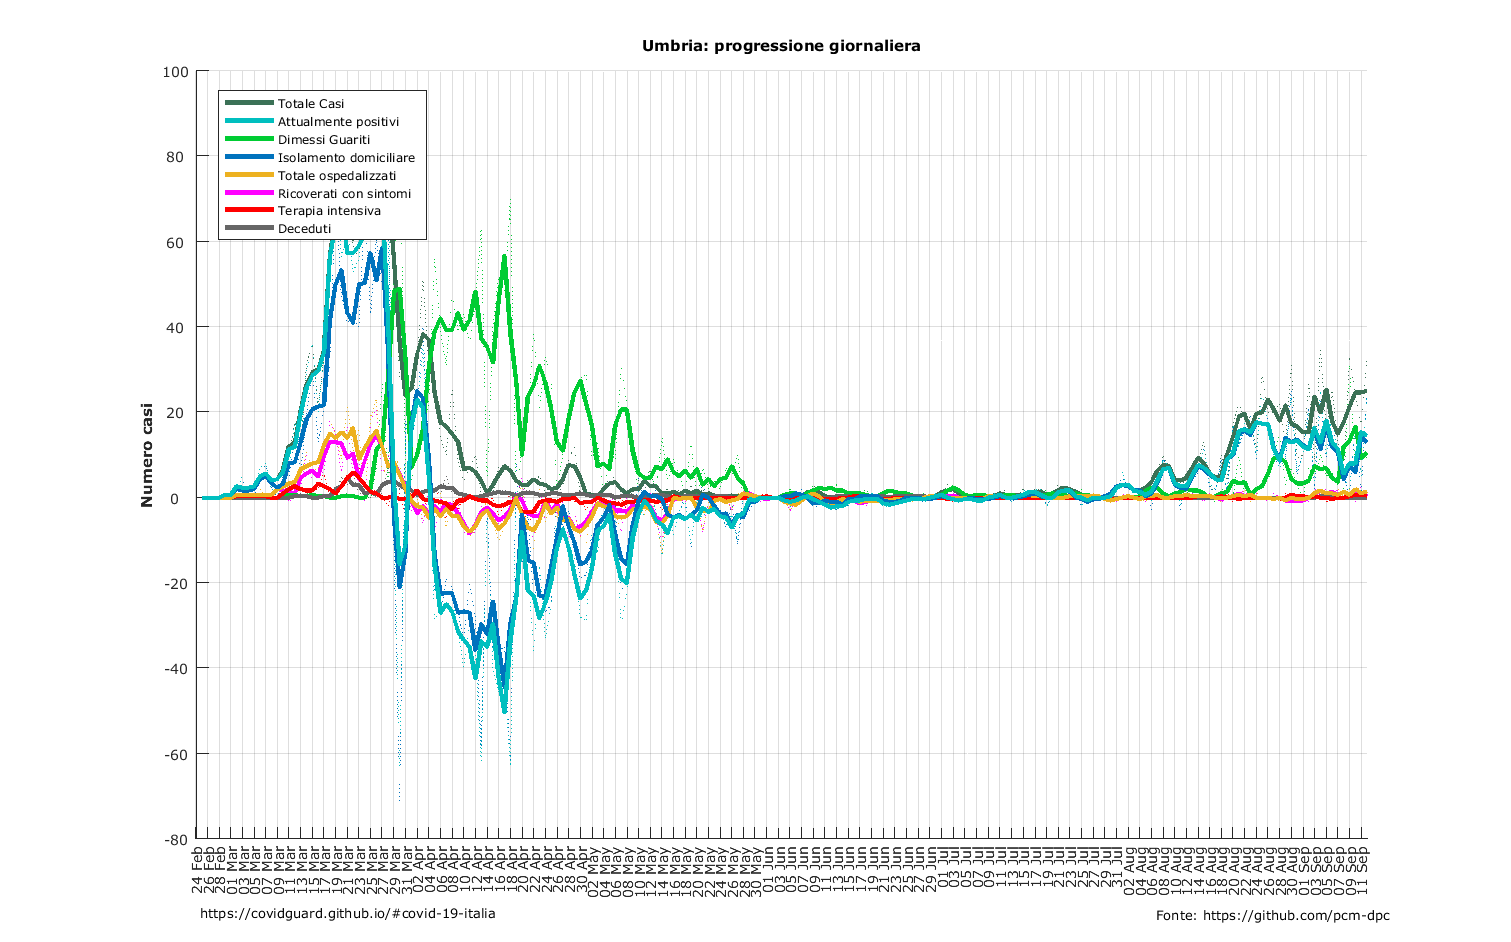 Umbria: progressione giornaliera
100
80
60
40
20
0
-20
-40
-60
-80
Numero casi
Totale Casi
Attualmente positivi
Dimessi Guariti
Isolamento domiciliare
Totale ospedalizzati
Ricoverati con sintomi
Terapia intensiva
Deceduti
24 Feb
26 Feb
28 Feb
01 Mar
03 Mar
05 Mar
07 Mar
09 Mar
11 Mar
13 Mar
15 Mar
17 Mar
19 Mar
21 Mar
23 Mar
25 Mar
27 Mar
29 Mar
31 Mar
02 Apr
04 Apr
06 Apr
08 Apr
10 Apr
12 Apr
14 Apr
16 Apr
18 Apr
20 Apr
22 Apr
24 Apr
26 Apr
28 Apr
30 Apr
02 May
04 May
06 May
08 May
10 May
12 May
14 May
16 May
18 May
20 May
22 May
24 May
26 May
28 May
30 May
01 Jun
03 Jun
05 Jun
07 Jun
09 Jun
11 Jun
13 Jun
15 Jun
17 Jun
19 Jun
21 Jun
23 Jun
25 Jun
27 Jun
29 Jun
01 Jul
03 Jul
05 Jul
07 Jul
09 Jul
11 Jul
13 Jul
15 Jul
17 Jul
19 Jul
21 Jul
23 Jul
25 Jul
27 Jul
29 Jul
31 Jul
02 Aug
04 Aug
06 Aug
08 Aug
10 Aug
12 Aug
14 Aug
16 Aug
18 Aug
20 Aug
22 Aug
24 Aug
26 Aug
28 Aug
30 Aug
01 Sep
03 Sep
05 Sep
07 Sep
09 Sep
11 Sep
https://covidguard.github.io/#covid-19-italia
Fonte: https://github.com/pcm-dpc